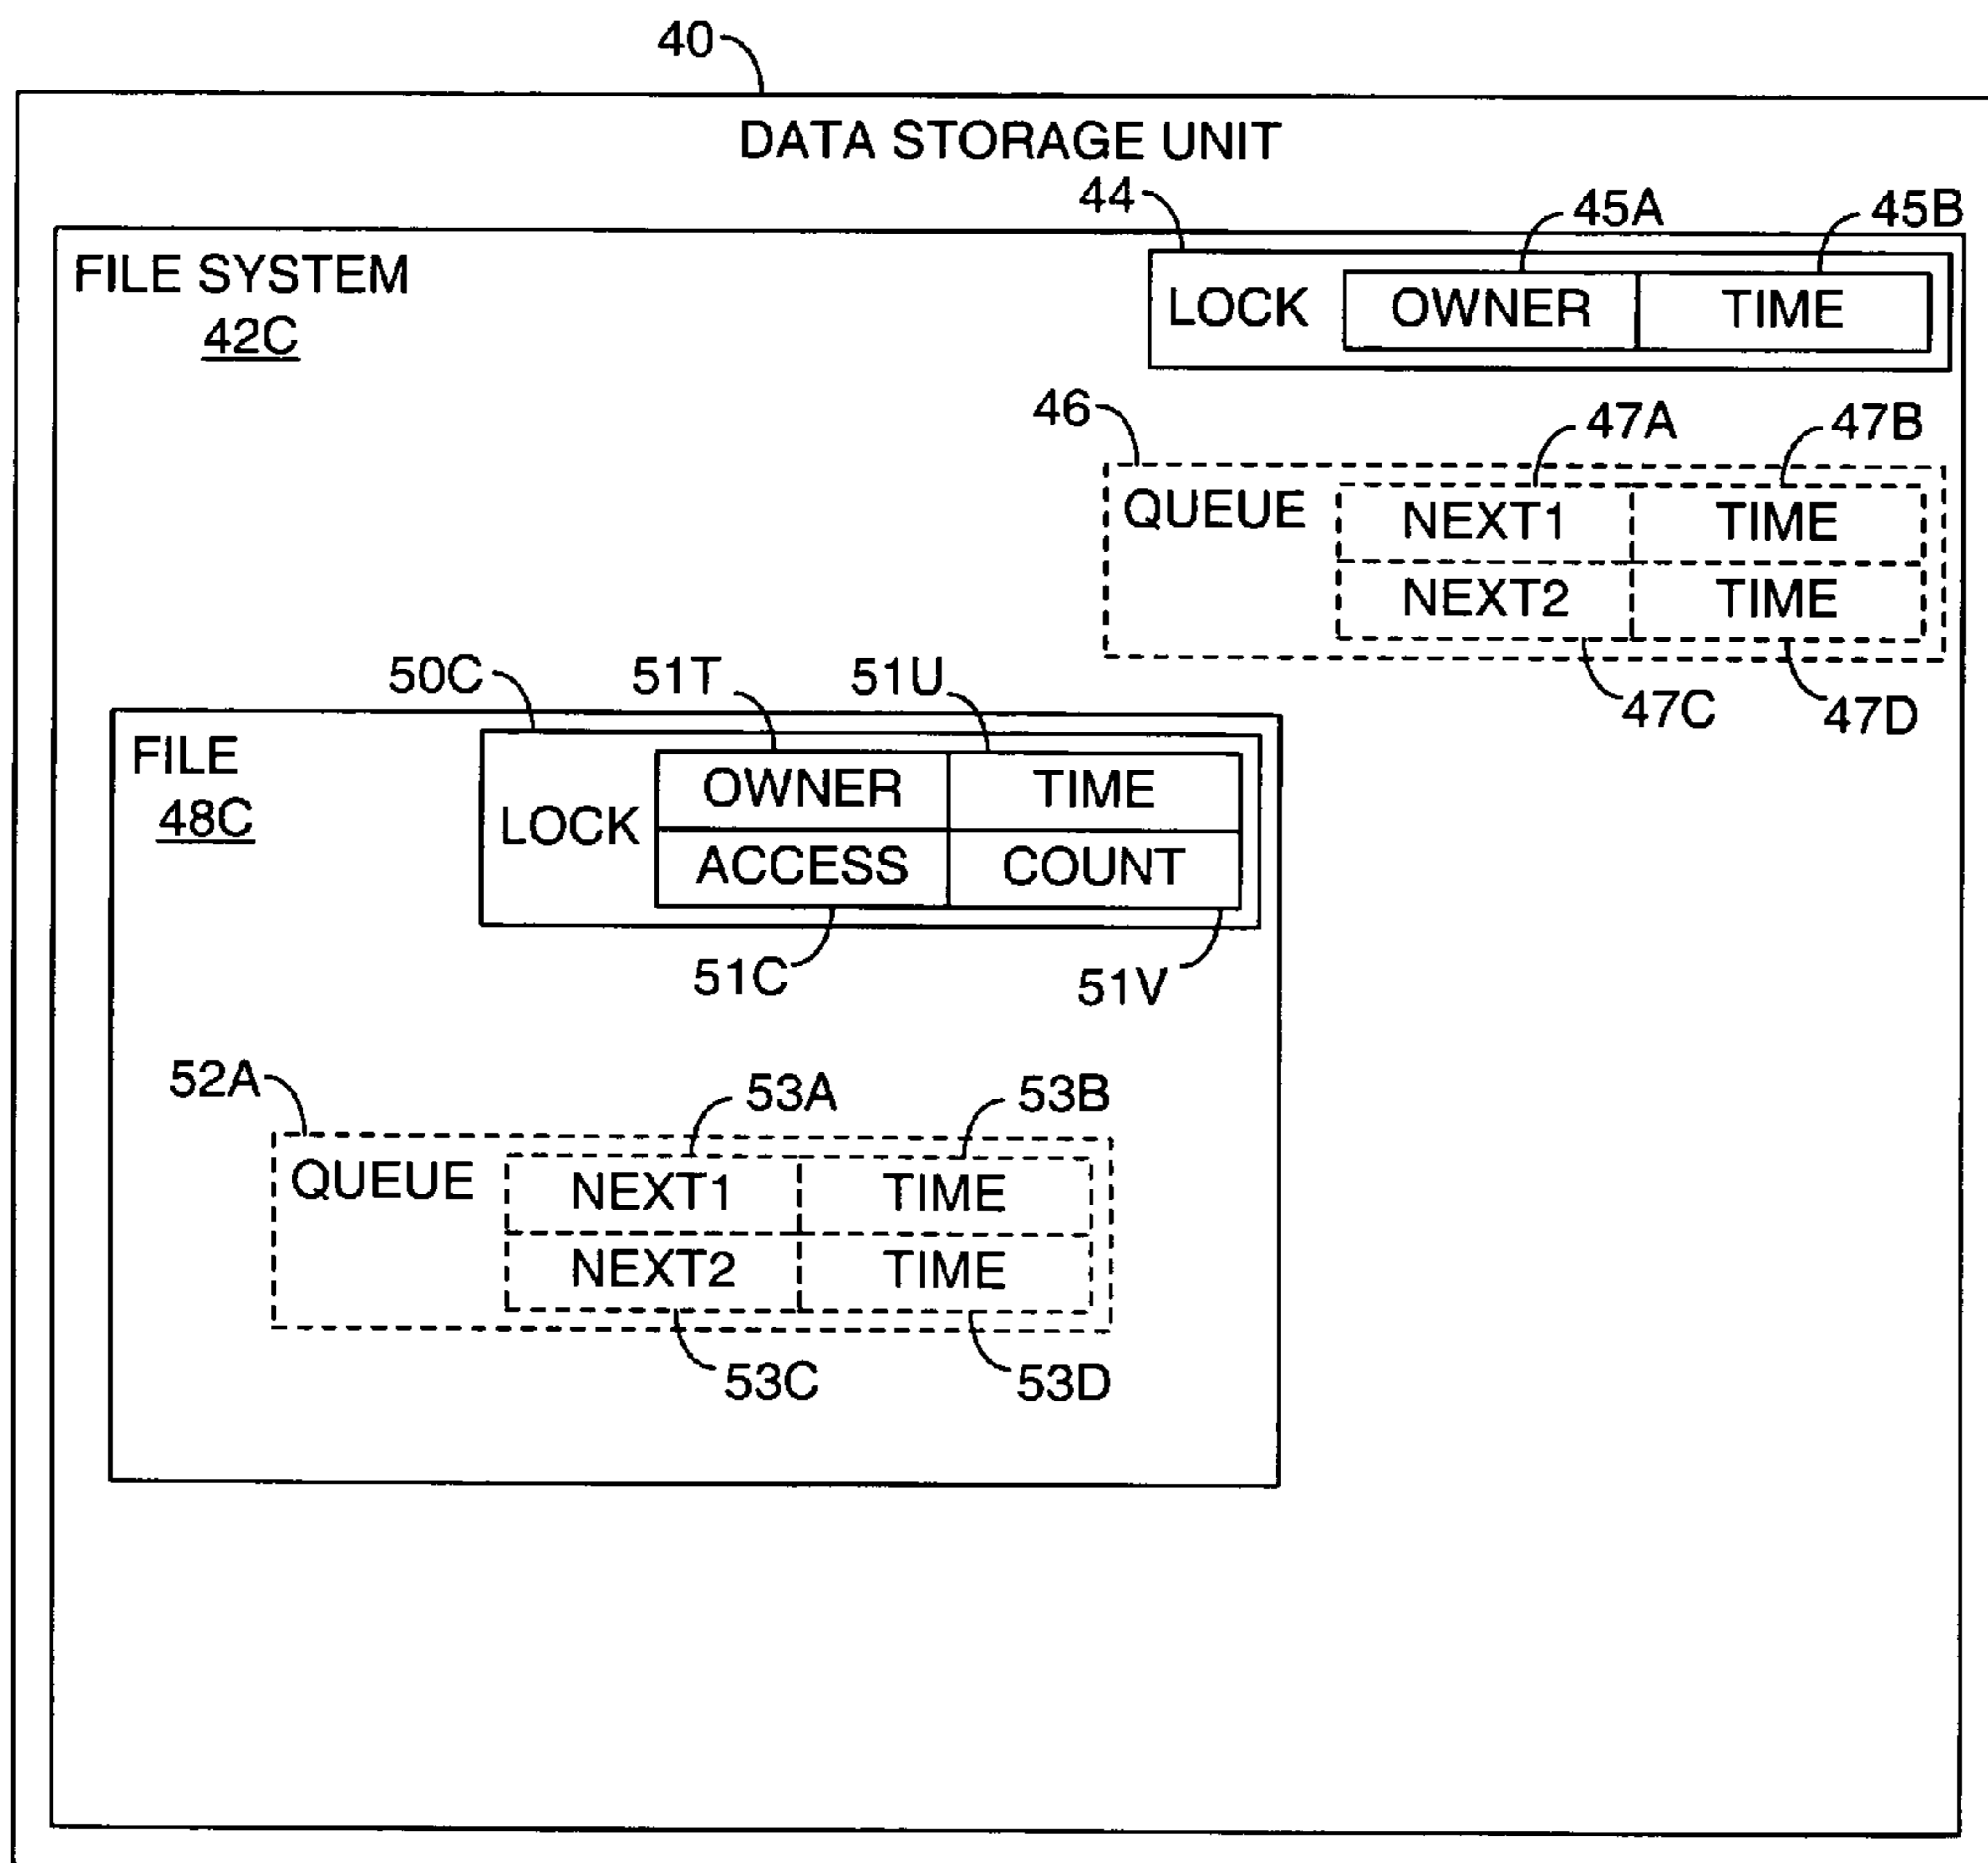 40
DATA STORAGE UNIT
44
45A
45B
FILE SYSTEM
42C
LOCK
OWNER
TIME
46
47A
47B
QUEUE
NEXT1
TIME
NEXT2
TIME
47C
47D
50C
51T
51U
FILE
48C
LOCK
OWNER
TIME
ACCESS
COUNT
51C
51V
52A
53A
53B
QUEUE
NEXT1
TIME
NEXT2
TIME
53C
53D